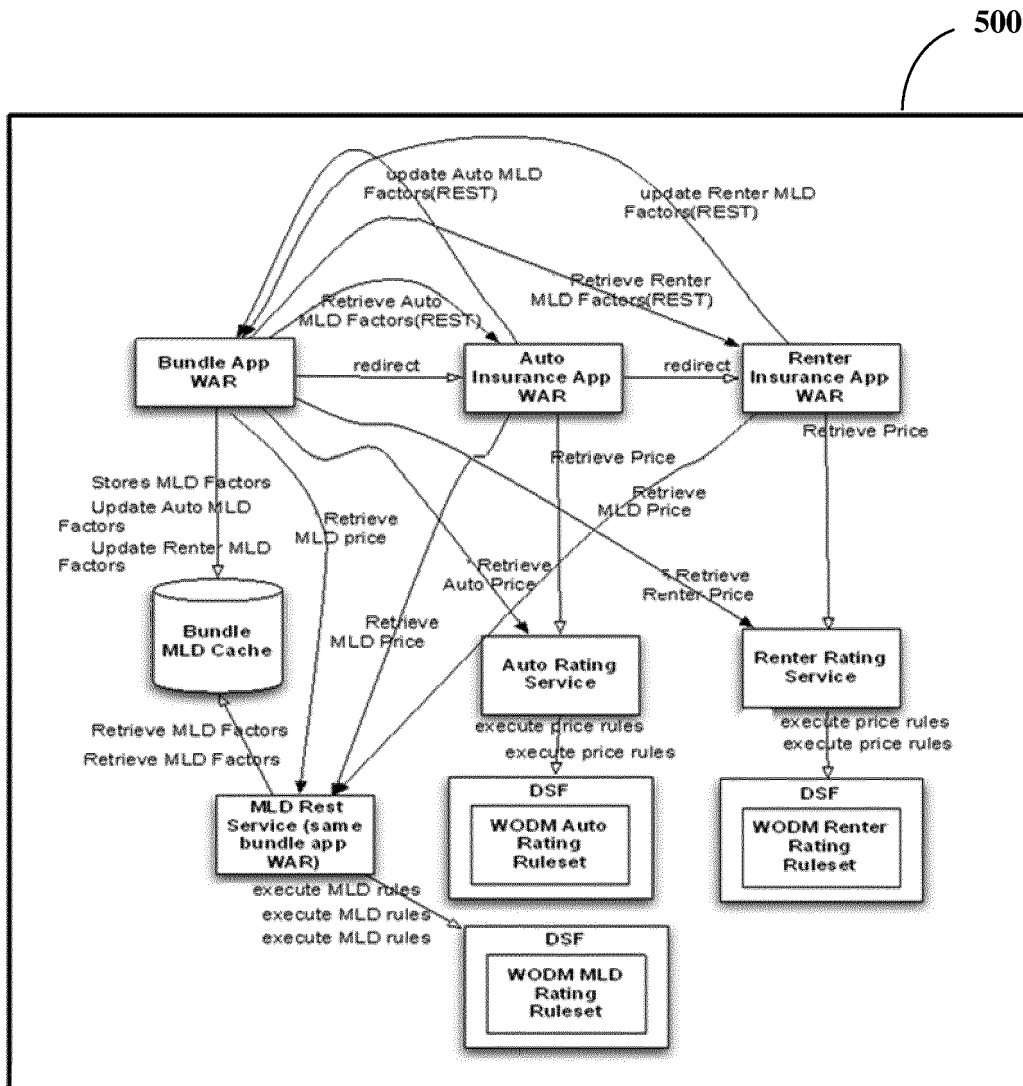 500
update Auto MLD
Factors(REST)
update Renter MLD
Factors(REST)
Retrieve Renter
MLD Factors(REST)
Retrieve Auto
MLD Factors(REST)
Bundle App
WAR
redirect
Auto
Insurance App
WAR
redirect
Renter
Insurance App
WAR
Retrieve Price
Retrieve Price
Stores MLD Factors
Update Auto MLD
Factors
Update Renter MLD
Factors
Retrieve
MLD price
Retrieve
MLD Price
Retrieve
Auto Price
Retrieve
Renter Price
Retrieve
MLD Price
Bundle
MLD Cache
Auto Rating
Service
Renter Rating
Service
Retrieve MLD Factors
Retrieve MLD Factors
execute price rules
execute price rules
execute price rules
execute price rules
MLD Rest
Service (same
bundle app
WAR)
DSF
WODM Auto
Rating
Ruleset
DSF
WODM Renter
Rating
Ruleset
execute MLD rules
execute MLD rules
execute MLD rules
DSF
WODM MLD
Rating
Ruleset